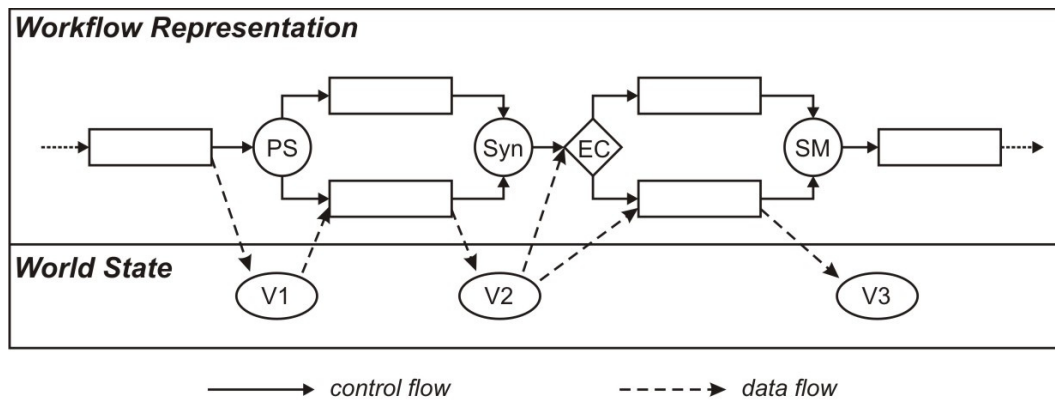 Workflow Representation
PS
Syn
EC
SM
World State
V1
V2
V3
control flow
data flow